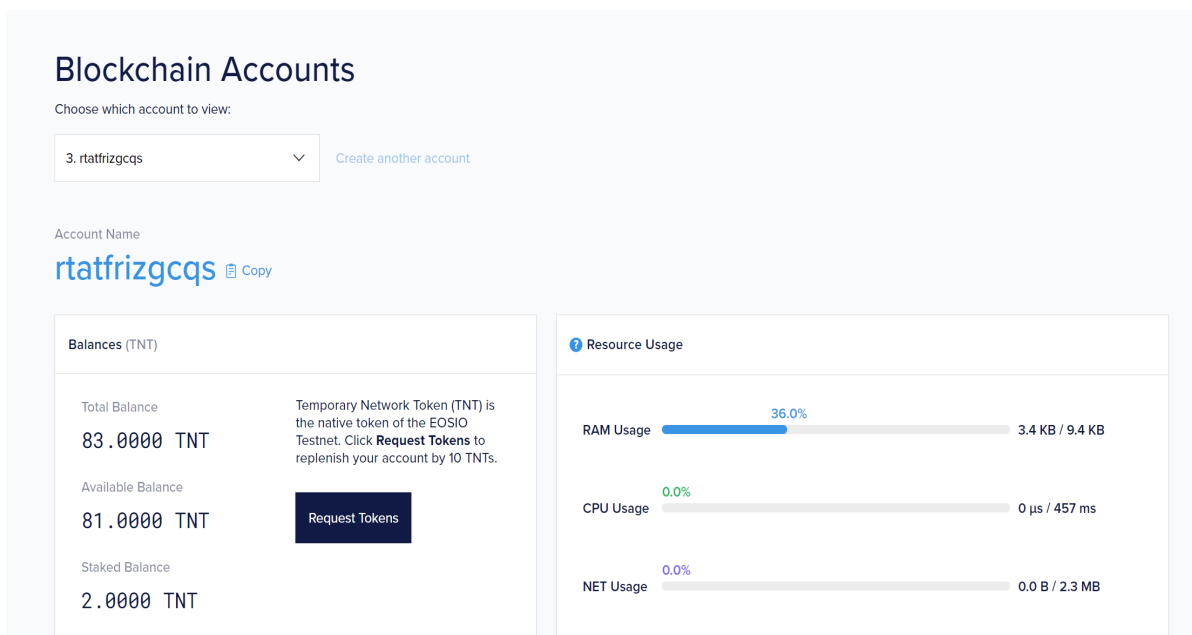 Blockchain Accounts
Choose which account to view:
3. rtatfrizgcqs
Create another account
Account Name
rtatfrizgcqs
Copy
Balances (TNT)
Total Balance
83.0000 TNT
Available Balance
81.0000 TNT
Staked Balance
2.0000 TNT
Temporary Network Token (TNT) is
the native token of the EOSIO
Testnet. Click Request Tokens to
replenish your account by 10 TNTs.
Request Tokens
? Resource Usage
36.0%
RAM Usage 3.4 KB / 9.4 KB
0.0%
CPU Usage 0 µs / 457 ms
0.0%
NET Usage 0.0 B / 2.3 MB